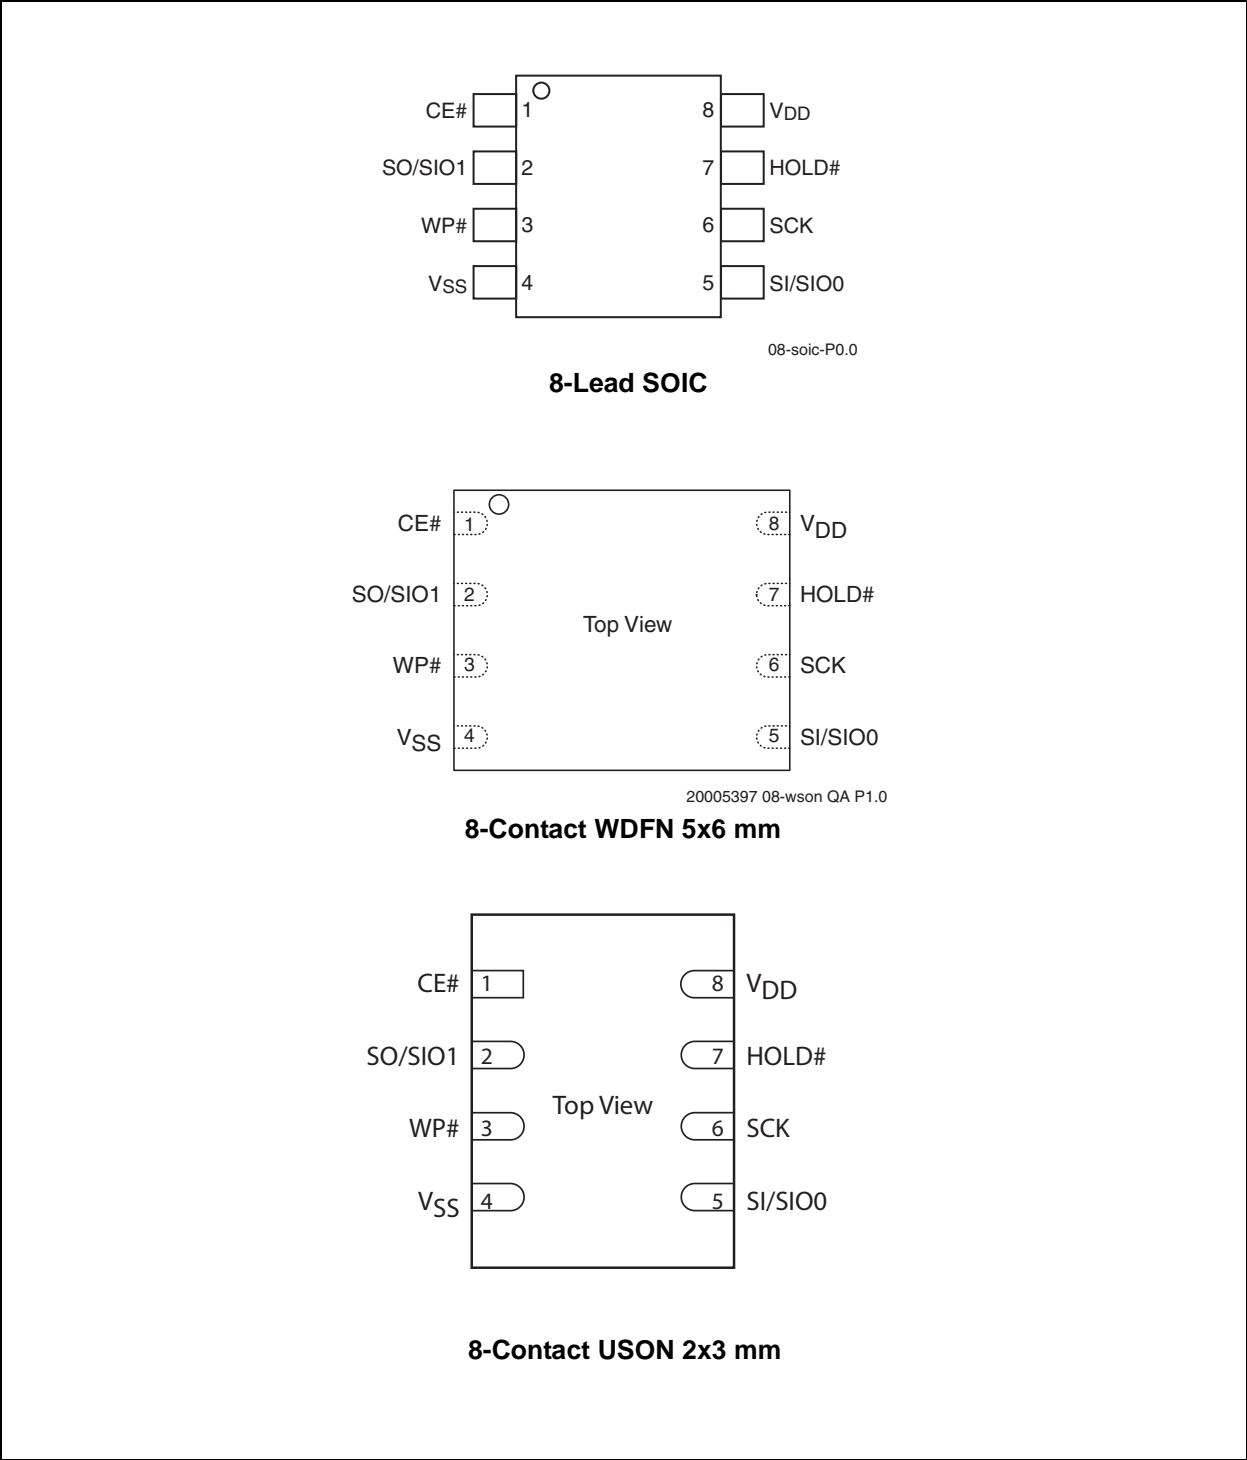 CE# 1 8 VDD
SO/SIO1 2 7 HOLD#
WP# 3 6 SCK
VSS 4 5 SI/SIO0
08-soic-P0.0
8-Lead SOIC
CE# 1 8 VDD
SO/SIO1 2 7 HOLD#
Top View
WP# 3 6 SCK
VSS 4 5 SI/SIO0
20005397 08-wson QA P1.0
8-Contact WDFN 5x6 mm
CE# 1 8 VDD
SO/SIO1 2 7 HOLD#
Top View
WP# 3 6 SCK
VSS 4 5 SI/SIO0
8-Contact USON 2x3 mm